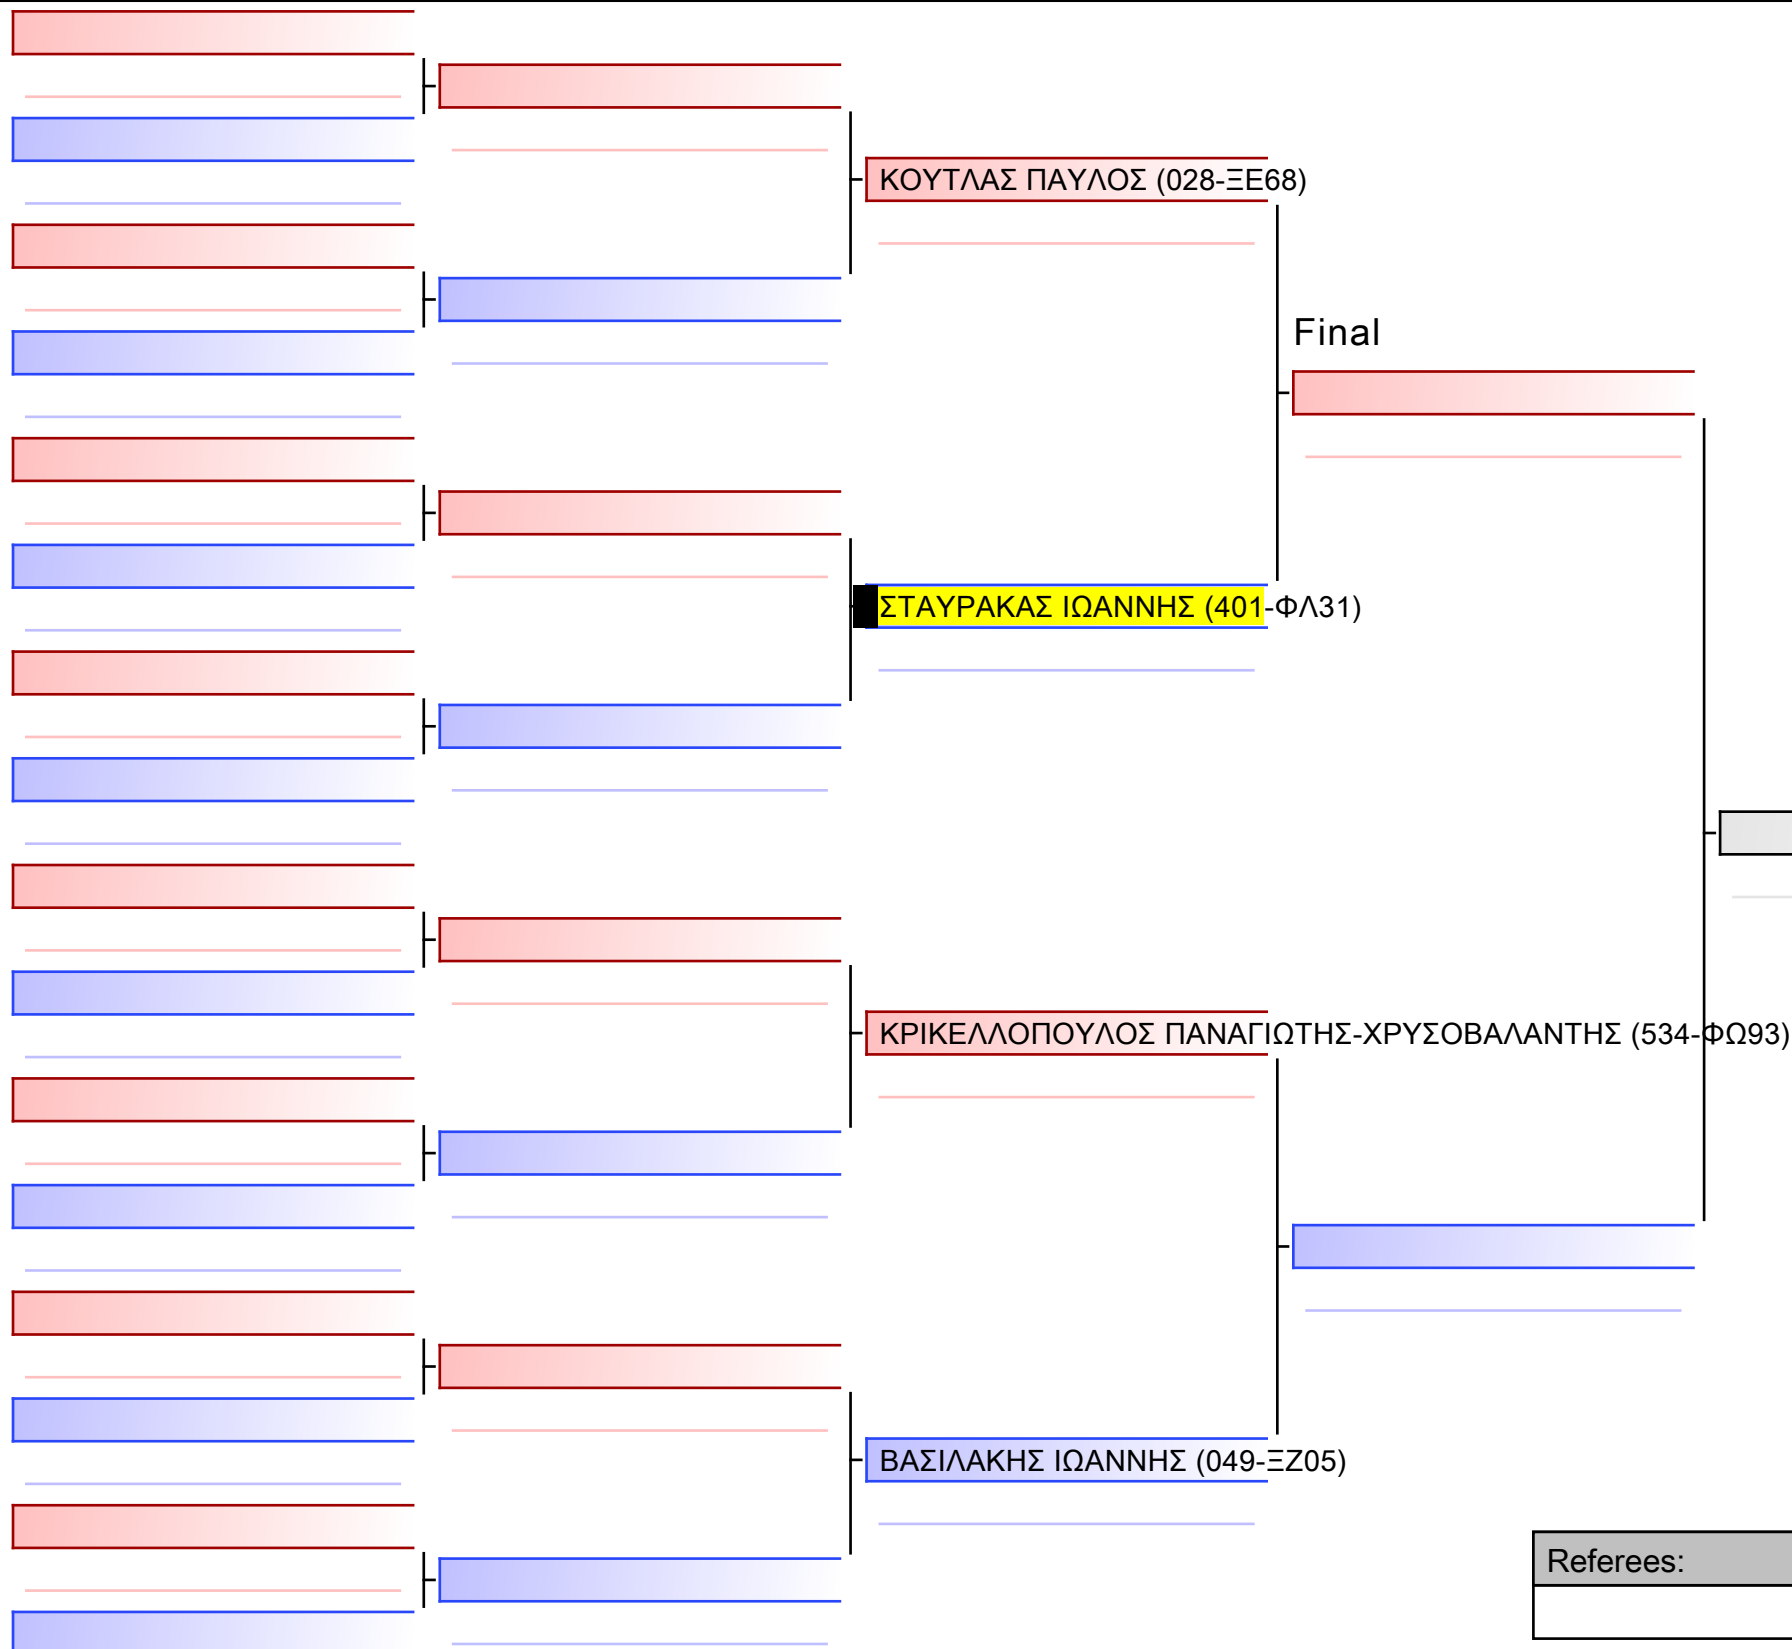 ΚΟΥΤΛΑΣ ΠΑΥΛΟΣ (028-ΞΕ68)
Final
ΣΤΑΥΡΑΚΑΣ ΙΩΑΝΝΗΣ (401-ΦΛ31)
ΚΡΙΚΕΛΛΟΠΟΥΛΟΣ ΠΑΝΑΓΙΩΤΗΣ-ΧΡΥΣΟΒΑΛΑΝΤΗΣ (534-ΦΩ93)
ΒΑΣΙΛΑΚΗΣ ΙΩΑΝΝΗΣ (049-ΞΖ05)
Referees: